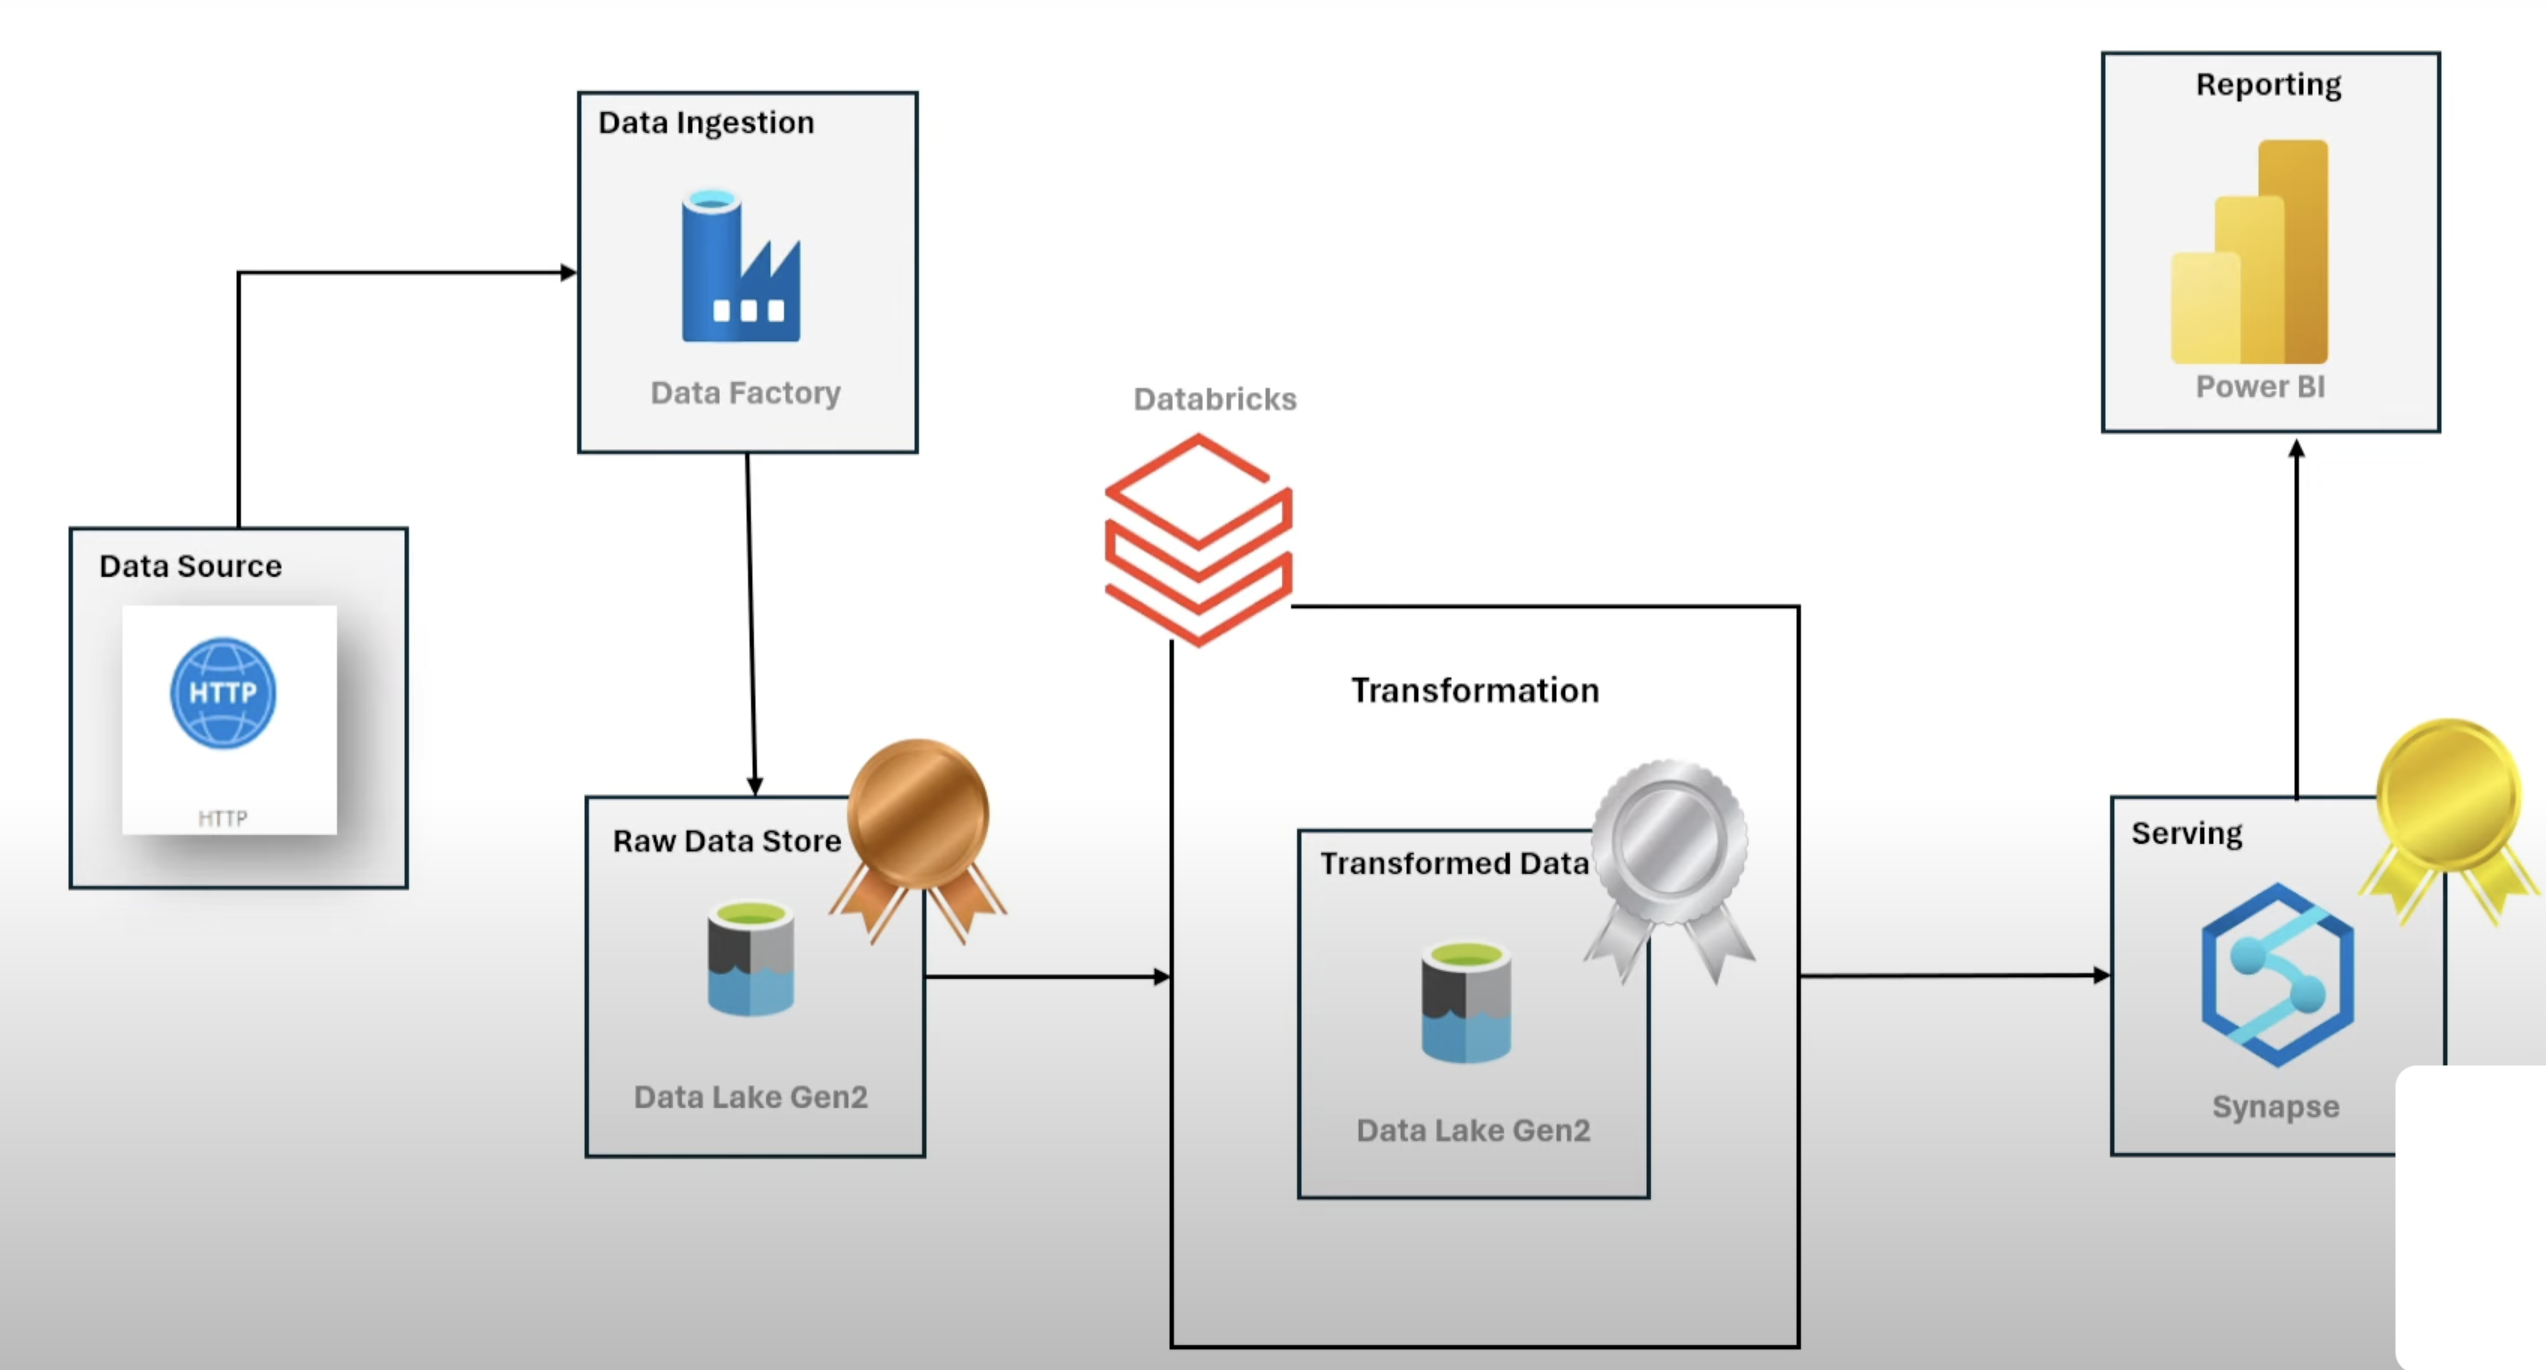 Data Source
HTTP
HTTP
Data Ingestion
Data Factory
Raw Data Store
Data Lake Gen2
Databricks
Transformation
Transformed Data
Data Lake Gen2
Serving
Synapse
Reporting
Power BI